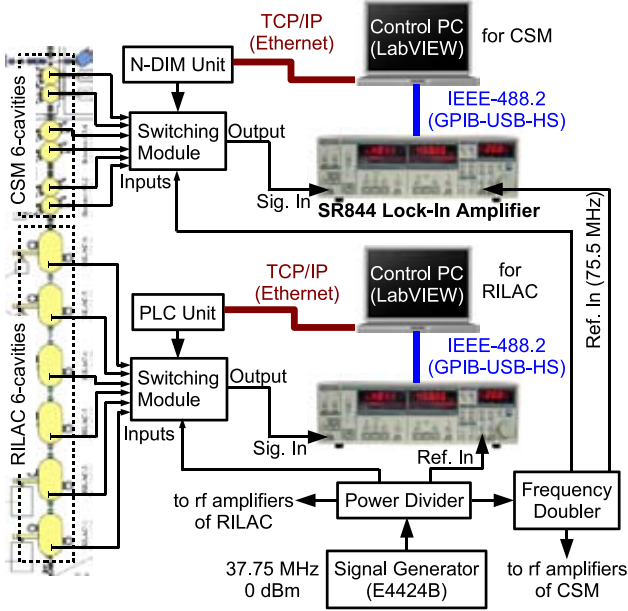 TCP/IP
(Ethernet)
Control PC
(LabVIEW)
for CSM
N-DIM Unit
IEEE-488.2
(GPIB-USB-HS)
CSM 6-cavities
Switching
Module
Output
Inputs
Sig. In
SR844 Lock-In Amplifier
Ref. In (75.5 MHz)
TCP/IP
(Ethernet)
Control PC
(LabVIEW)
for
RILAC
PLC Unit
IEEE-488.2
(GPIB-USB-HS)
RILAC 6-cavities
Switching
Module
Output
Inputs
Sig. In
Ref. In
to rf amplifiers
of RILAC
Power Divider
Frequency
Doubler
37.75 MHz
0 dBm
Signal Generator
(E4424B)
to rf amplifiers
of CSM